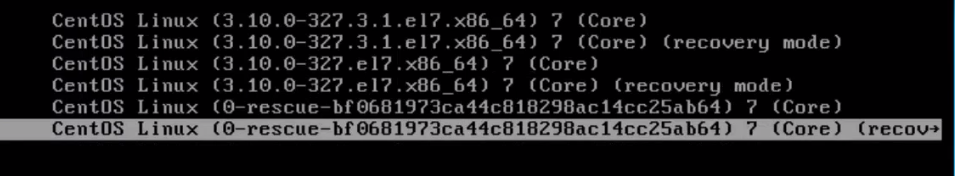 CentOS Linux (3.10.0-327.3.1.el7.x86_64) 7 (Core)
CentOS Linux (3.10.0-327.3.1.el7.x86_64) 7 (Core) (recovery mode)
CentOS Linux (3.10.0-327.el7.x86_64) 7 (Core)
CentOS Linux (3.10.0-327.el7.x86_64) 7 (Core) (recovery mode)
CentOS Linux (0-rescue-bf0681973ca44c818298ac14cc25ab64) 7 (Core)
CentOS Linux (0-rescue-bf0681973ca44c818298ac14cc25ab64) 7 (Core) (recov→